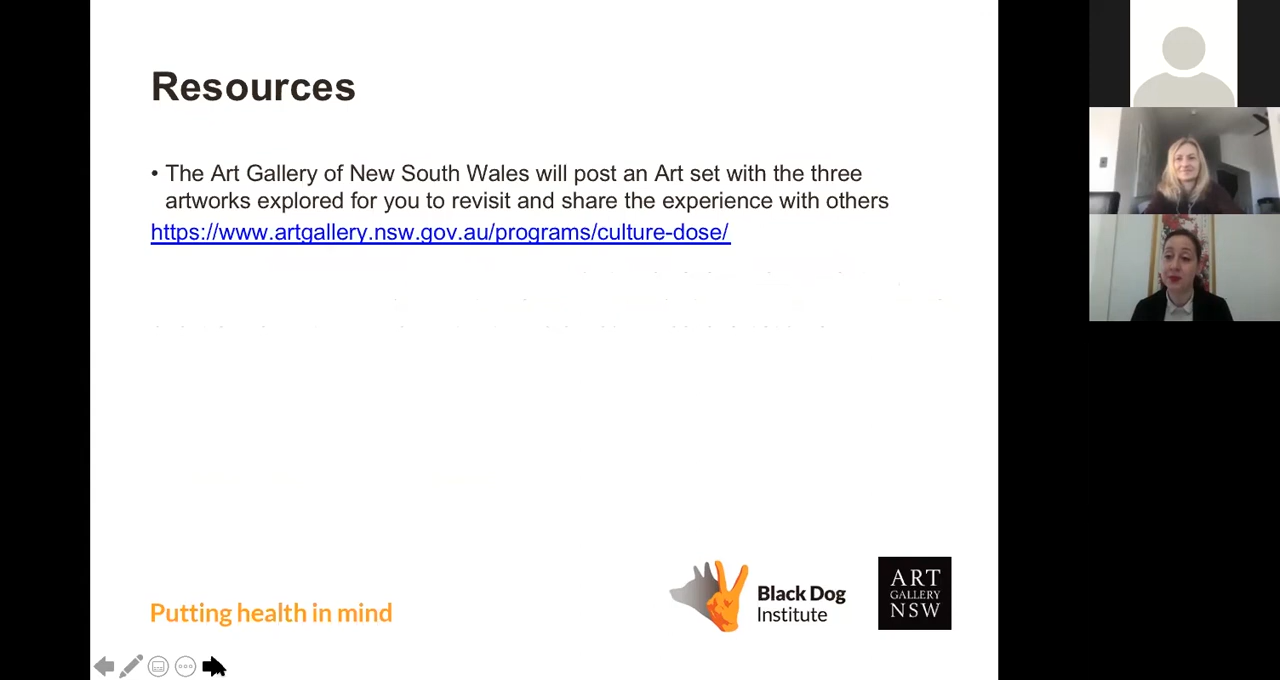 Resources
• The Art Gallery of New South Wales will post an Art set with the three
artworks explored for you to revisit and share the experience with others
https://www.artgallery.nsw.gov.au/programs/culture-dose/
Putting health in mind
Black Dog
Institute
ART
GALLERY
NSW